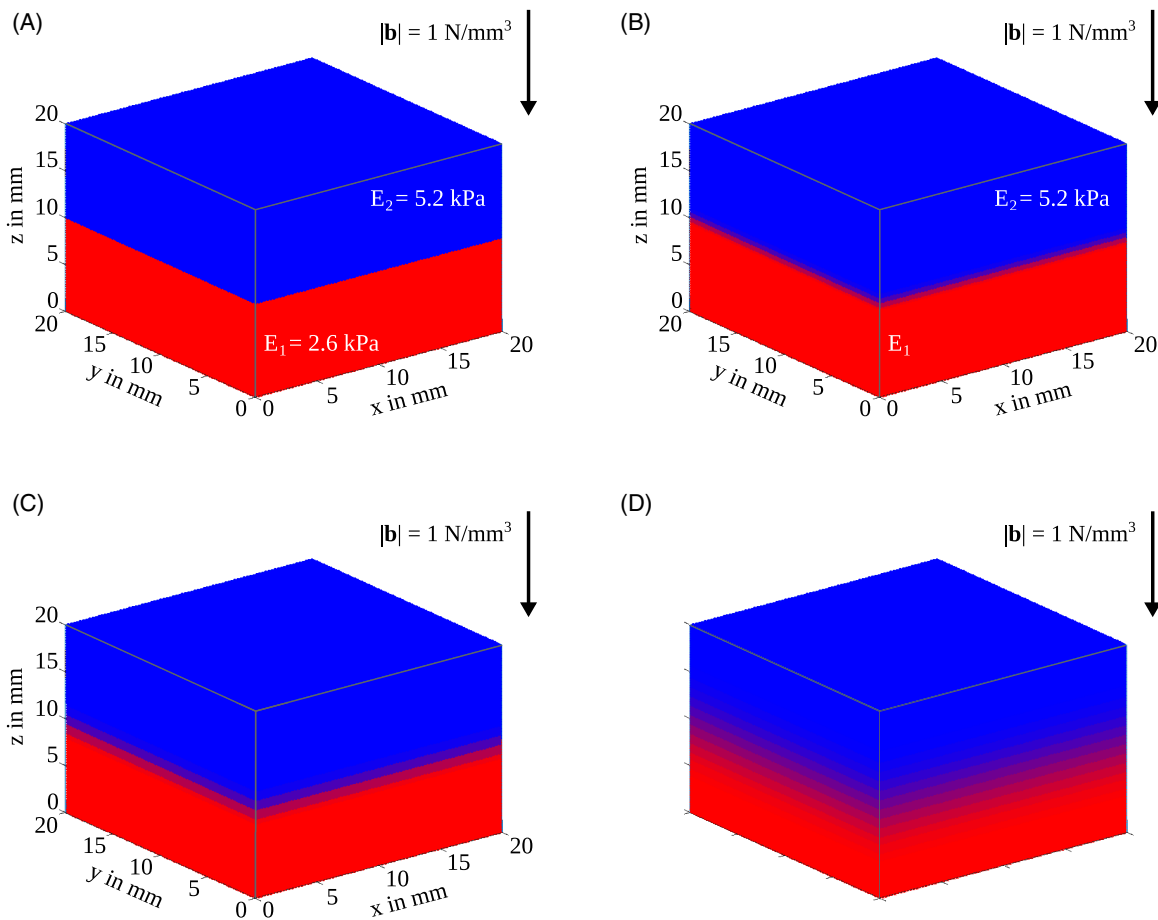 (A)
|b| = 1 N/mm³
20
15
10
5
0
z in mm
E₂ = 5.2 kPa
E₁ = 2.6 kPa
20
15
10
5
0
y in mm
0
5
10
15
20
x in mm
(B)
|b| = 1 N/mm³
20
15
10
5
0
z in mm
E₂ = 5.2 kPa
E₁
20
15
10
5
0
y in mm
0
5
10
15
20
x in mm
(C)
|b| = 1 N/mm³
20
15
10
5
0
z in mm
20
15
10
5
0
y in mm
0
5
10
15
20
x in mm
(D)
|b| = 1 N/mm³